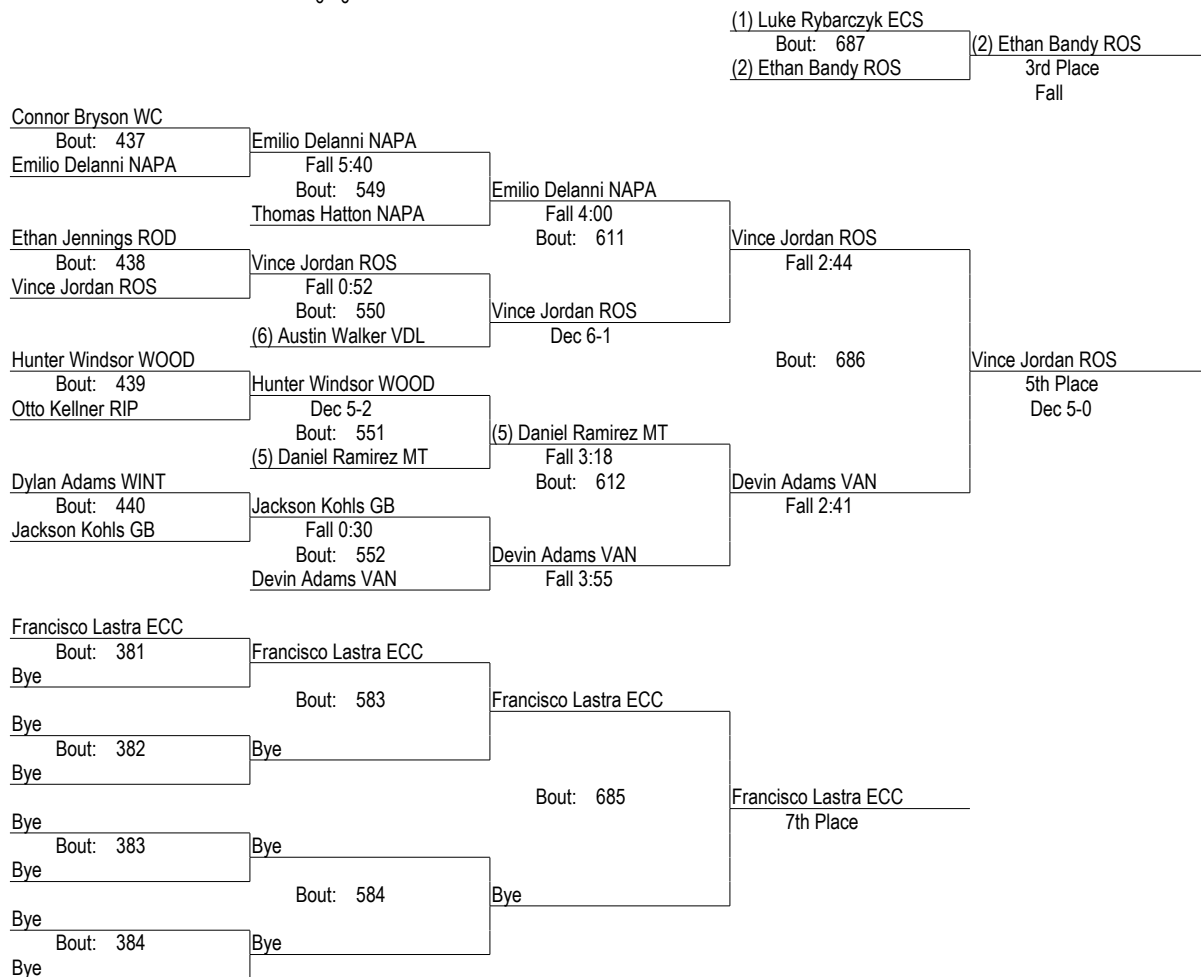 (1) Luke Rybarczyk ECS
Bout: 687
(2) Ethan Bandy ROS
(2) Ethan Bandy ROS
3rd Place
Fall
Connor Bryson WC
Bout: 437
Emilio Delanni NAPA
Emilio Delanni NAPA
Fall 5:40
Bout: 549
Thomas Hatton NAPA
Emilio Delanni NAPA
Fall 4:00
Bout: 611
Ethan Jennings ROD
Bout: 438
Vince Jordan ROS
Vince Jordan ROS
Fall 0:52
Bout: 550
(6) Austin Walker VDL
Vince Jordan ROS
Dec 6-1
Vince Jordan ROS
Fall 2:44
Bout: 686
Vince Jordan ROS
5th Place
Dec 5-0
Hunter Windsor WOOD
Bout: 439
Otto Kellner RIP
Hunter Windsor WOOD
Dec 5-2
Bout: 551
(5) Daniel Ramirez MT
(5) Daniel Ramirez MT
Fall 3:18
Bout: 612
Dylan Adams WINT
Bout: 440
Jackson Kohls GB
Jackson Kohls GB
Fall 0:30
Bout: 552
Devin Adams VAN
Devin Adams VAN
Fall 3:55
Devin Adams VAN
Fall 2:41
Francisco Lastra ECC
Bout: 381
Bye
Francisco Lastra ECC
Bout: 583
Bye
Bout: 382
Bye
Bye
Francisco Lastra ECC
Bout: 685
Francisco Lastra ECC
7th Place
Bye
Bout: 383
Bye
Bye
Bout: 584
Bye
Bye
Bout: 384
Bye
Bye